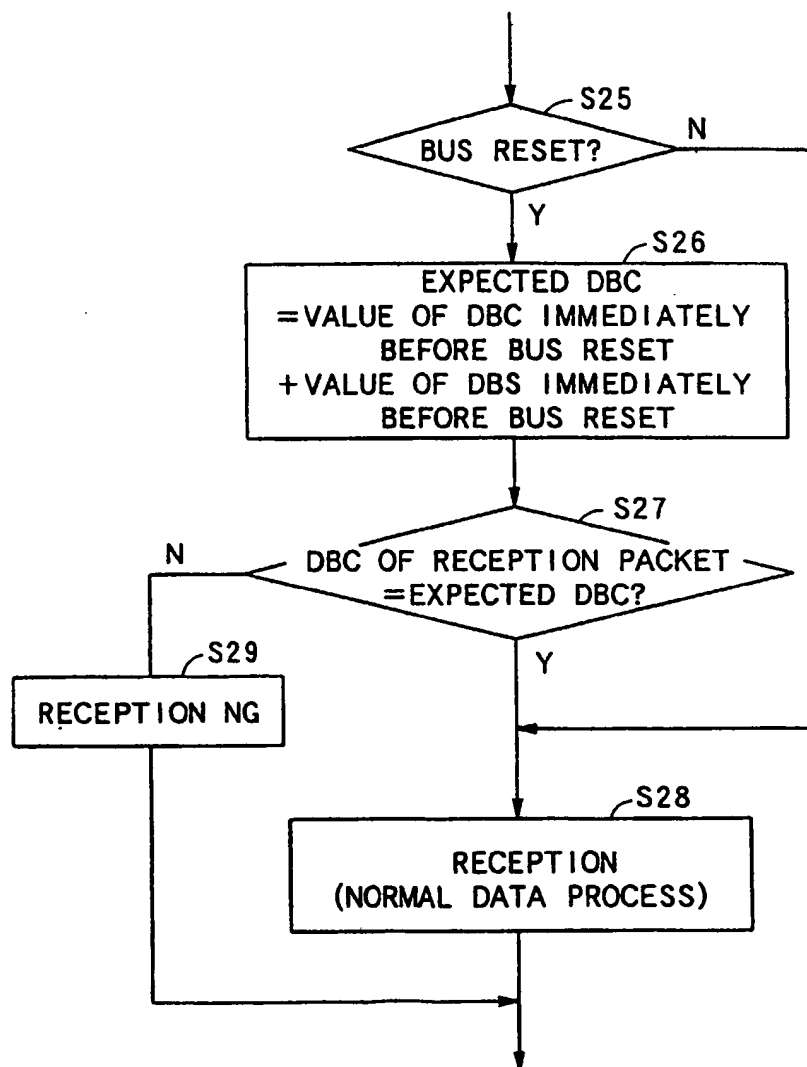 S25
BUS RESET?
N
Y
S26
EXPECTED DBC
=VALUE OF DBC IMMEDIATELY
BEFORE BUS RESET
+VALUE OF DBS IMMEDIATELY
BEFORE BUS RESET
S27
N
DBC OF RECEPTION PACKET
=EXPECTED DBC?
Y
S29
RECEPTION NG
S28
RECEPTION
(NORMAL DATA PROCESS)